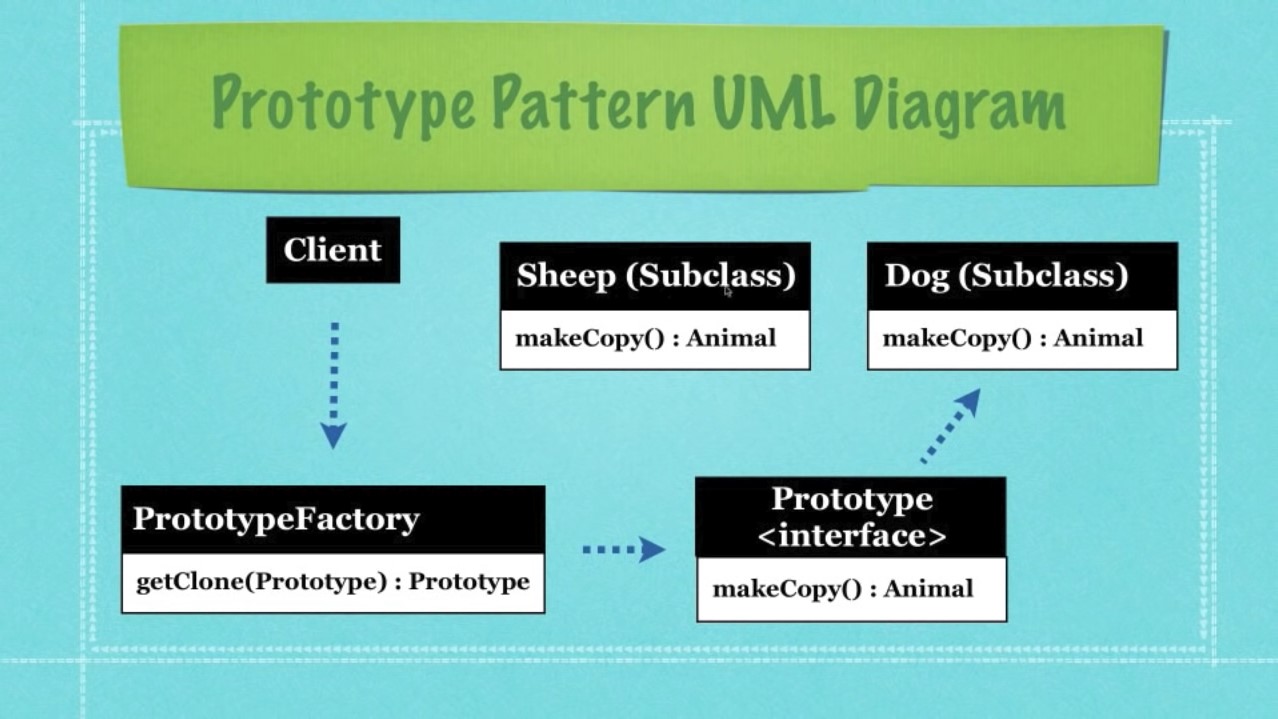 Prototype Pattern UML Diagram
Client
Sheep (Subclass)
makeCopy() : Animal
Dog (Subclass)
makeCopy() : Animal
PrototypeFactory
getClone(Prototype) : Prototype
Prototype
<interface>
makeCopy() : Animal